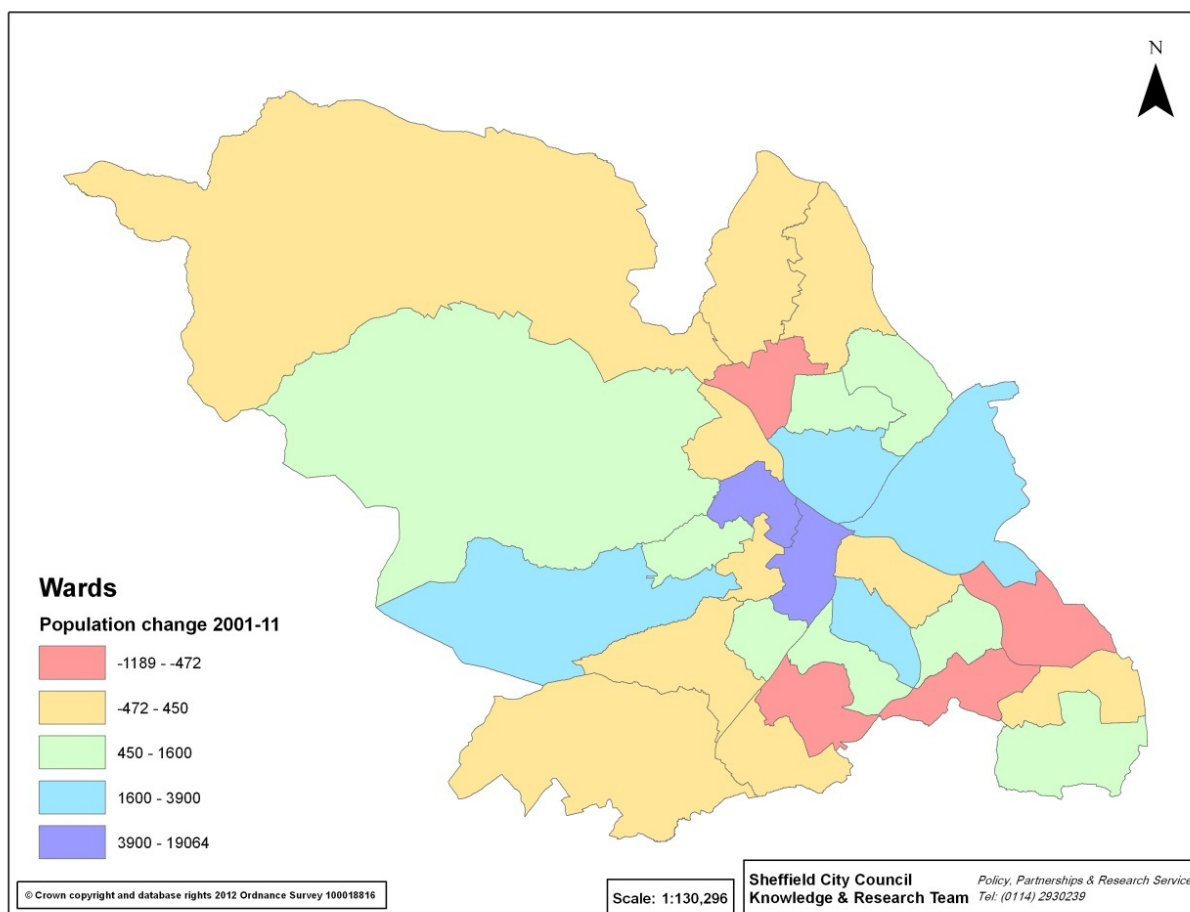 N
Wards
Population change 2001-11
-1189 - -472
-472 - 450
450 - 1600
1600 - 3900
3900 - 19064
© Crown copyright and database rights 2012 Ordnance Survey 100018816
Scale: 1:130,296
Sheffield City Council
Knowledge & Research Team
Policy, Partnerships & Research Service
Tel: (0114) 2930239